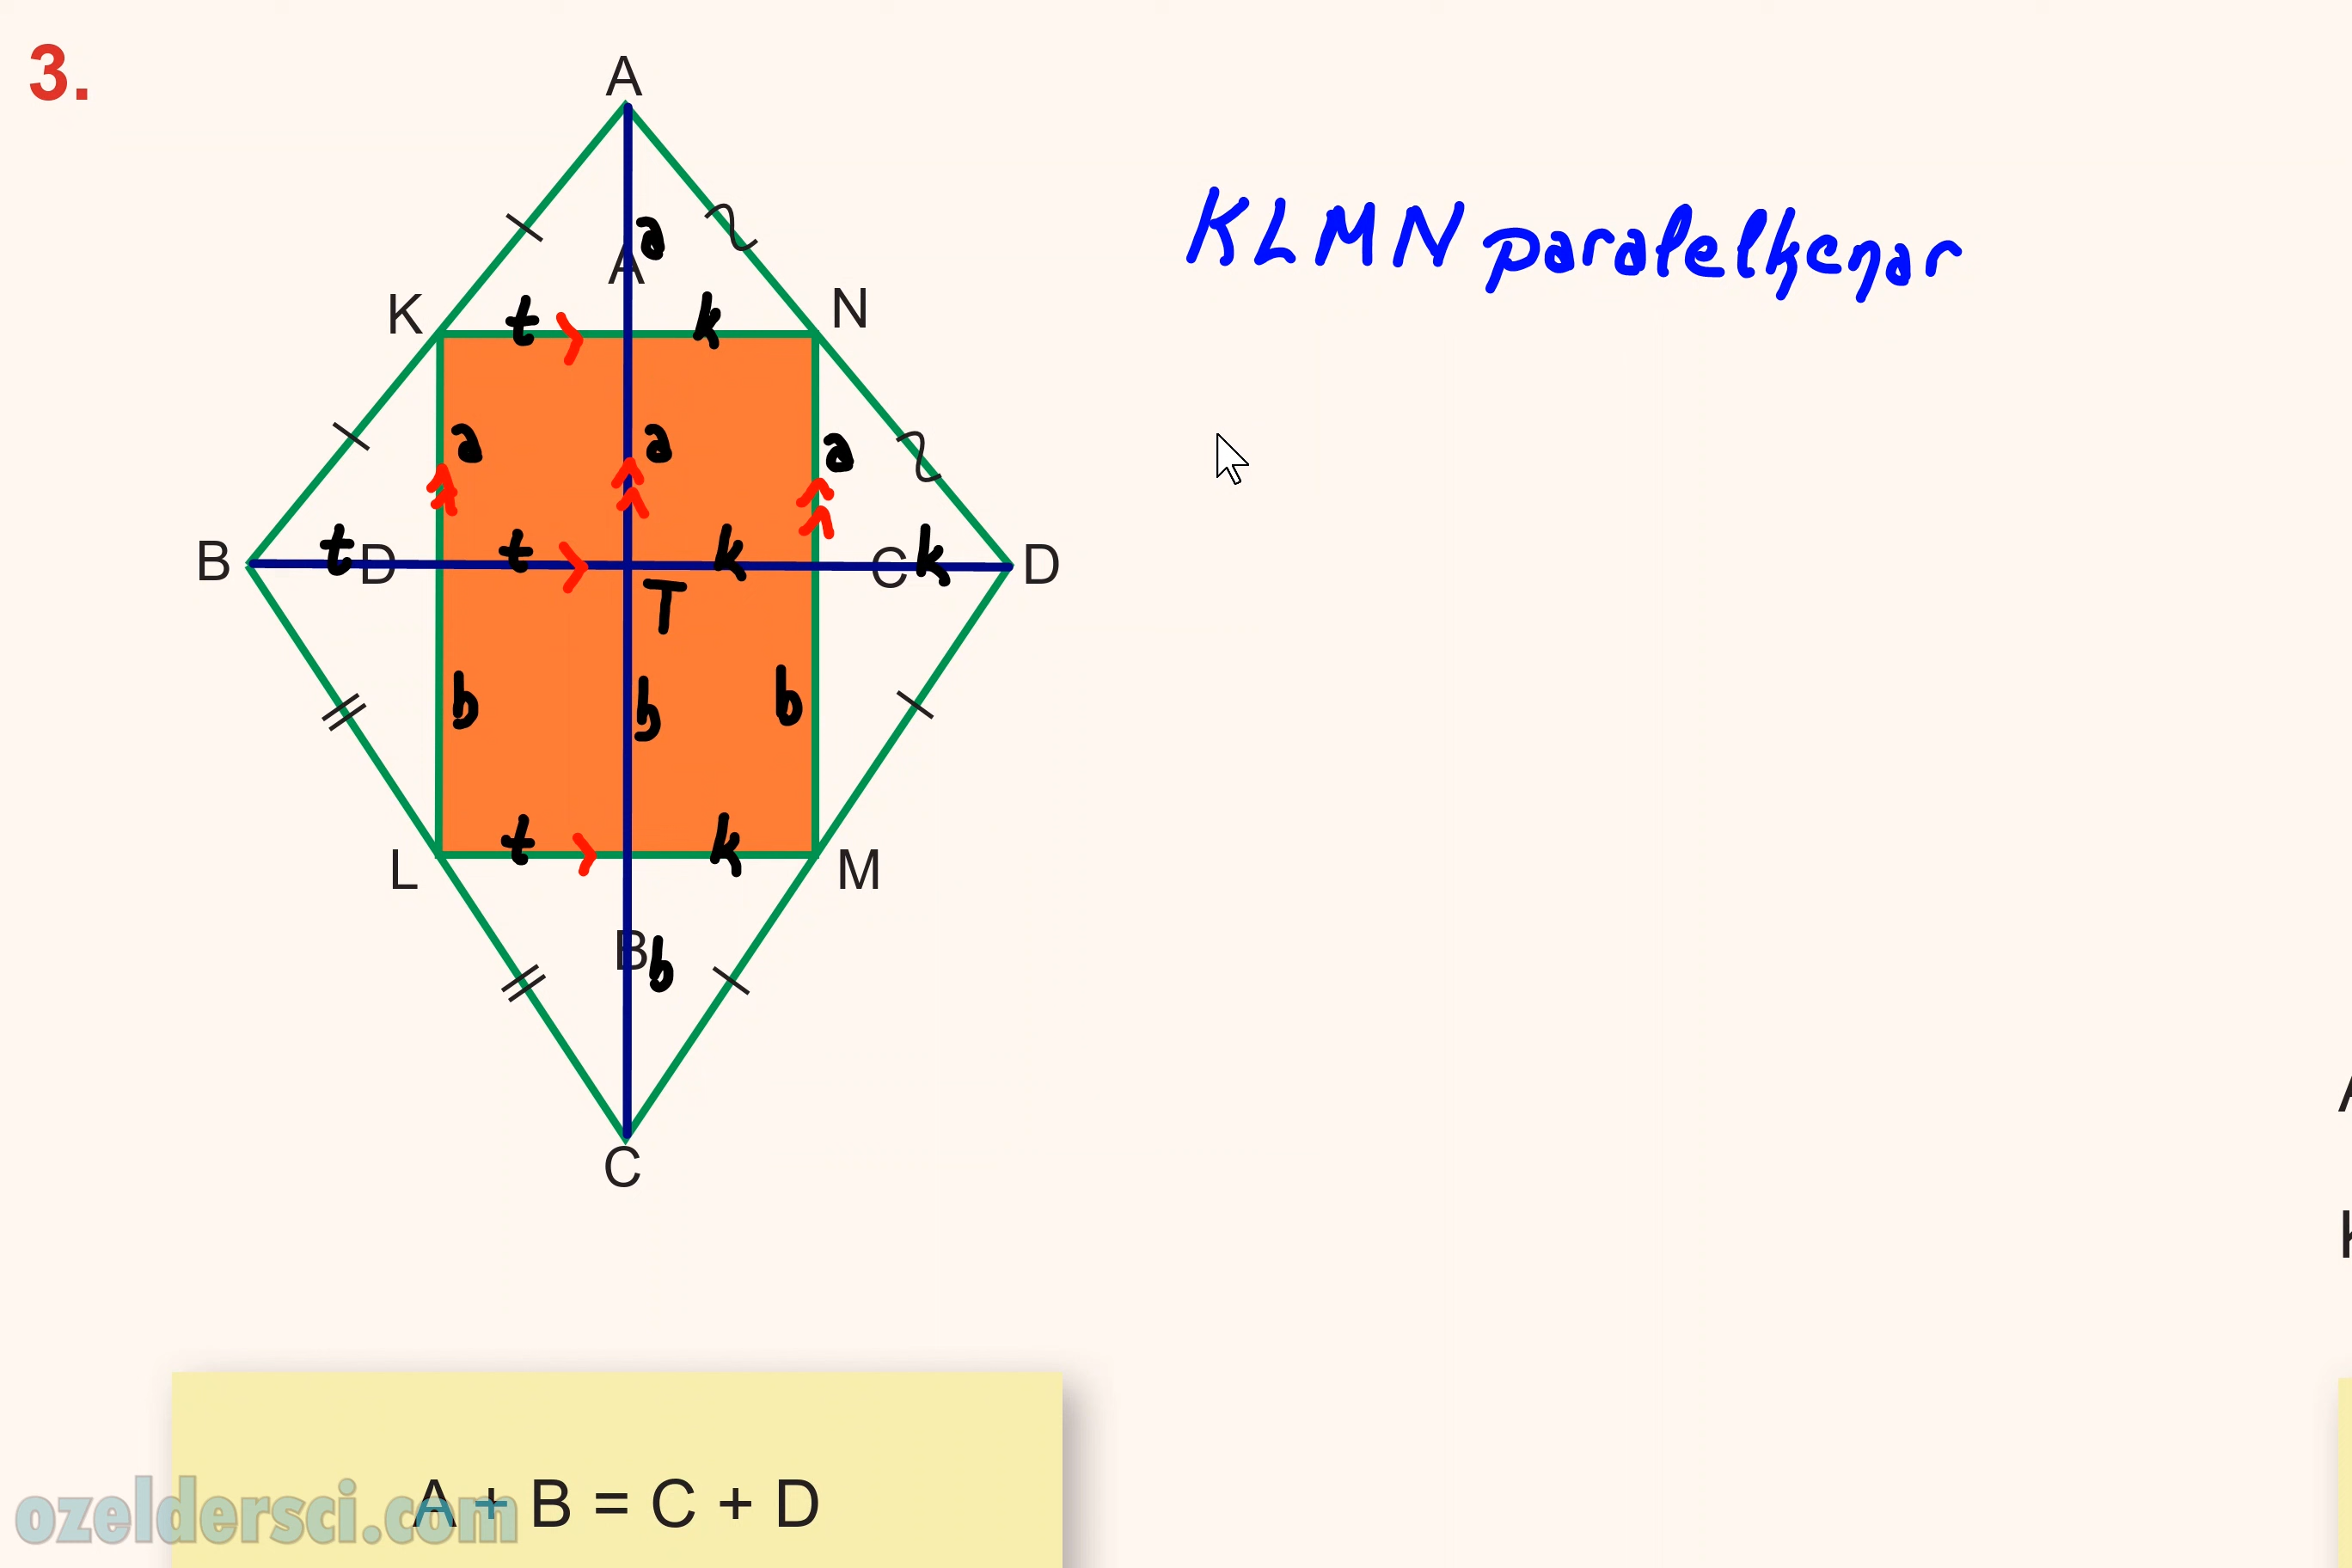 3.
A
KLMN paralelkenar
a
A
K
N
t
k
a
a
a
B
t
D
t
k
C
k
D
T
b
b
b
t
k
L
M
B
b
C
A + B = C + D
ozeldersci.com